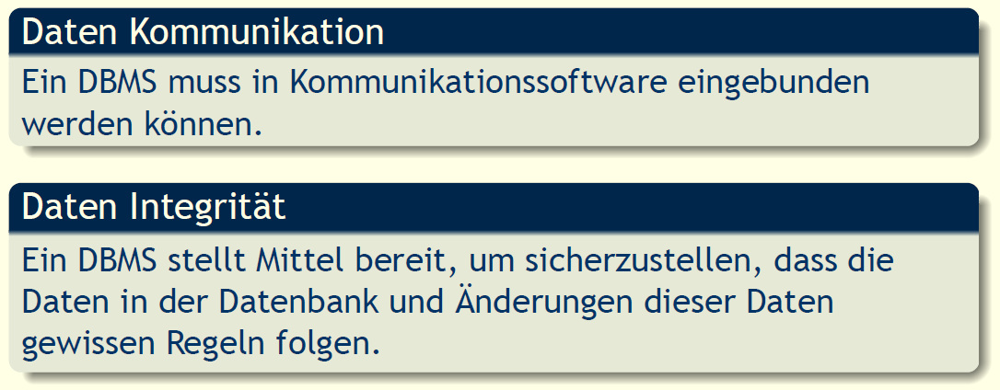 Daten Kommunikation
Ein DBMS muss in Kommunikationssoftware eingebunden
werden können.
Daten Integrität
Ein DBMS stellt Mittel bereit, um sicherzustellen, dass die
Daten in der Datenbank und Änderungen dieser Daten
gewissen Regeln folgen.